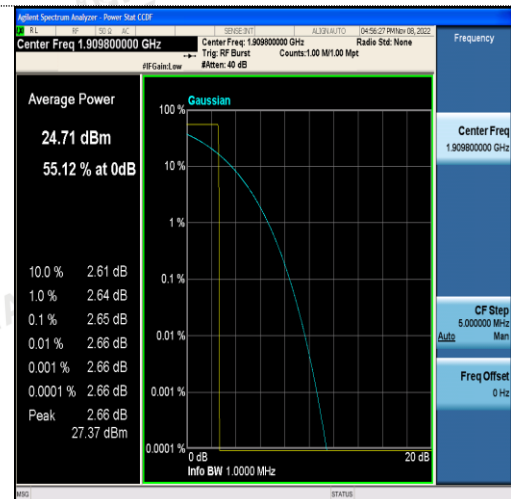 Agilent Spectrum Analyzer - Power Stat CCDF
RL RF 50 Ω AC SENSE:INT ALIGN AUTO 04:56:27 PM Nov 08, 2022
Center Freq 1.909800000 GHz
Center Freq: 1.909800000 GHz Radio Std: None
Trig: RF Burst Counts:1.00 M/1.00 Mpt
#IFGain:Low #Atten: 40 dB
Frequency
Average Power
24.71 dBm
55.12 % at 0dB
10.0 % 2.61 dB
1.0 % 2.64 dB
0.1 % 2.65 dB
0.01 % 2.66 dB
0.001 % 2.66 dB
0.0001 % 2.66 dB
Peak 2.66 dB
27.37 dBm
Gaussian
100 %
10 %
1 %
0.1 %
0.01 %
0.001 %
0.0001 %
0 dB 20 dB
Info BW 1.0000 MHz
Center Freq
1.909800000 GHz
CF Step
5.000000 MHz
Auto Man
Freq Offset
0 Hz
MSG STATUS